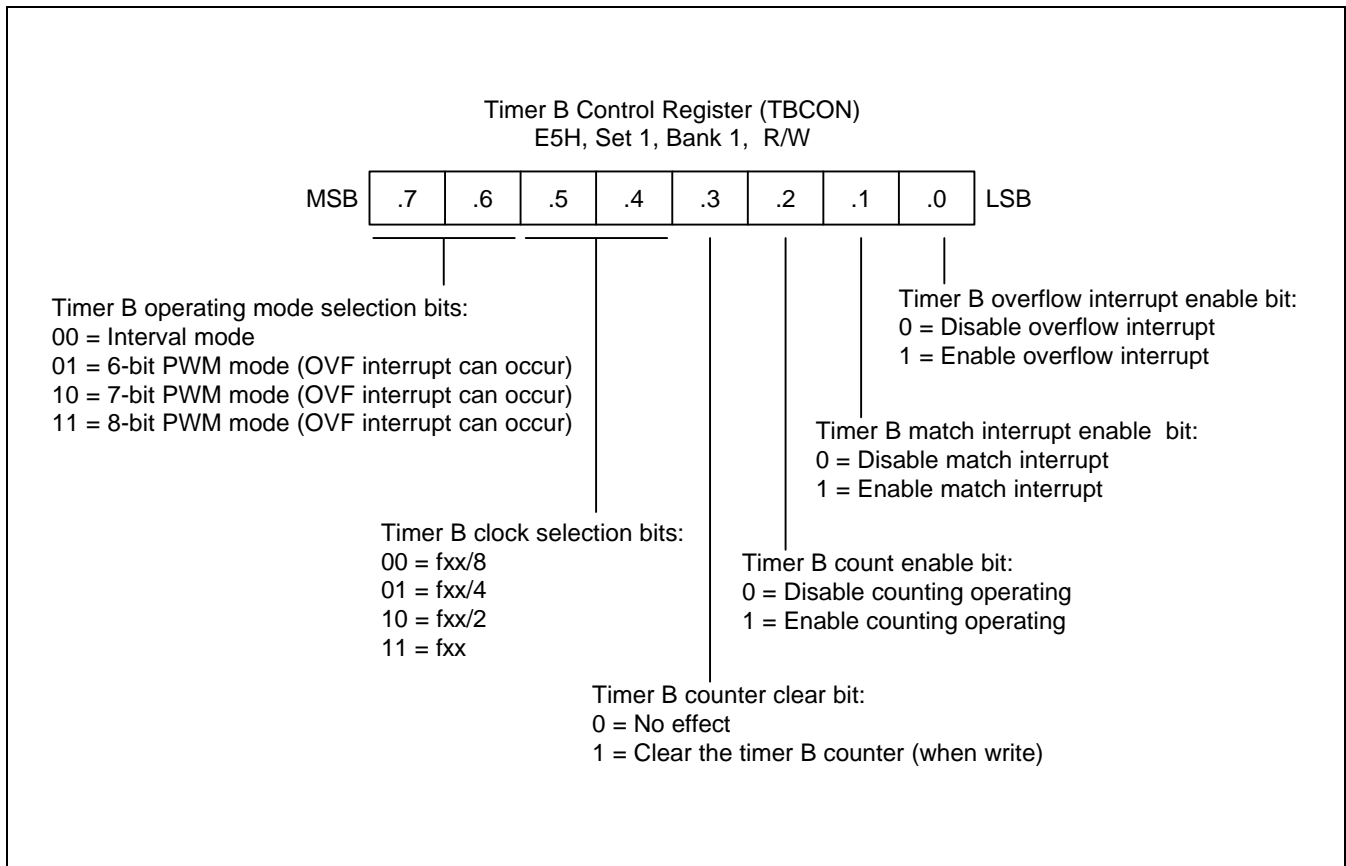 Timer B Control Register (TBCON)
E5H, Set 1, Bank 1, R/W
MSB .7 .6 .5 .4 .3 .2 .1 .0 LSB
Timer B operating mode selection bits:
00 = Interval mode
01 = 6-bit PWM mode (OVF interrupt can occur)
10 = 7-bit PWM mode (OVF interrupt can occur)
11 = 8-bit PWM mode (OVF interrupt can occur)
Timer B overflow interrupt enable bit:
0 = Disable overflow interrupt
1 = Enable overflow interrupt
Timer B match interrupt enable bit:
0 = Disable match interrupt
1 = Enable match interrupt
Timer B clock selection bits:
00 = fxx/8
01 = fxx/4
10 = fxx/2
11 = fxx
Timer B count enable bit:
0 = Disable counting operating
1 = Enable counting operating
Timer B counter clear bit:
0 = No effect
1 = Clear the timer B counter (when write)